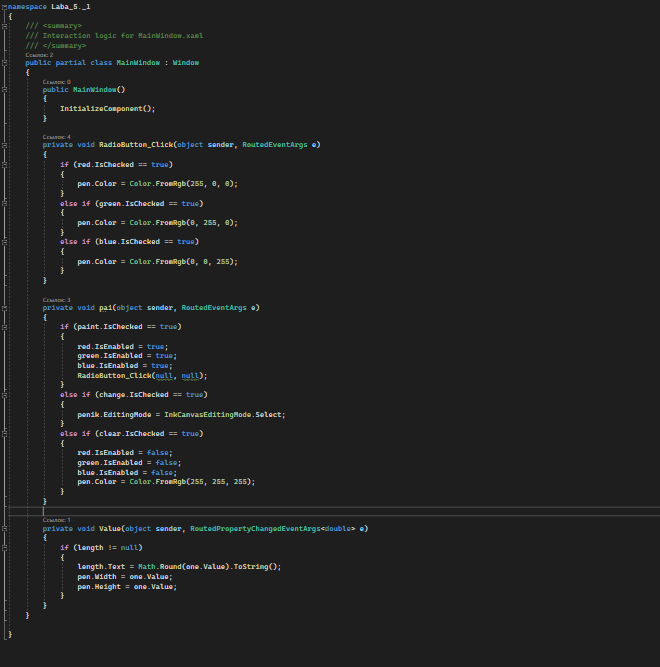 namespace Laba_5._1
{
/// <summary>
/// Interaction logic for MainWindow.xaml
/// </summary>
Ссылок: 2
public partial class MainWindow : Window
{
Ссылок: 0
public MainWindow()
{
InitializeComponent();
}
Ссылок: 4
private void RadioButton_Click(object sender, RoutedEventArgs e)
{
if (red.IsChecked == true)
{
pen.Color = Color.FromRgb(255, 0, 0);
}
else if (green.IsChecked == true)
{
pen.Color = Color.FromRgb(0, 255, 0);
}
else if (blue.IsChecked == true)
{
pen.Color = Color.FromRgb(0, 0, 255);
}
}
Ссылок: 3
private void pai(object sender, RoutedEventArgs e)
{
if (paint.IsChecked == true)
{
red.IsEnabled = true;
green.IsEnabled = true;
blue.IsEnabled = true;
RadioButton_Click(null, null);
}
else if (change.IsChecked == true)
{
penik.EditingMode = InkCanvasEditingMode.Select;
}
else if (clear.IsChecked == true)
{
red.IsEnabled = false;
green.IsEnabled = false;
blue.IsEnabled = false;
pen.Color = Color.FromRgb(255, 255, 255);
}
}
Ссылок: 1
private void Value(object sender, RoutedPropertyChangedEventArgs<double> e)
{
if (length != null)
{
length.Text = Math.Round(one.Value).ToString();
pen.Width = one.Value;
pen.Height = one.Value;
}
}
}
}